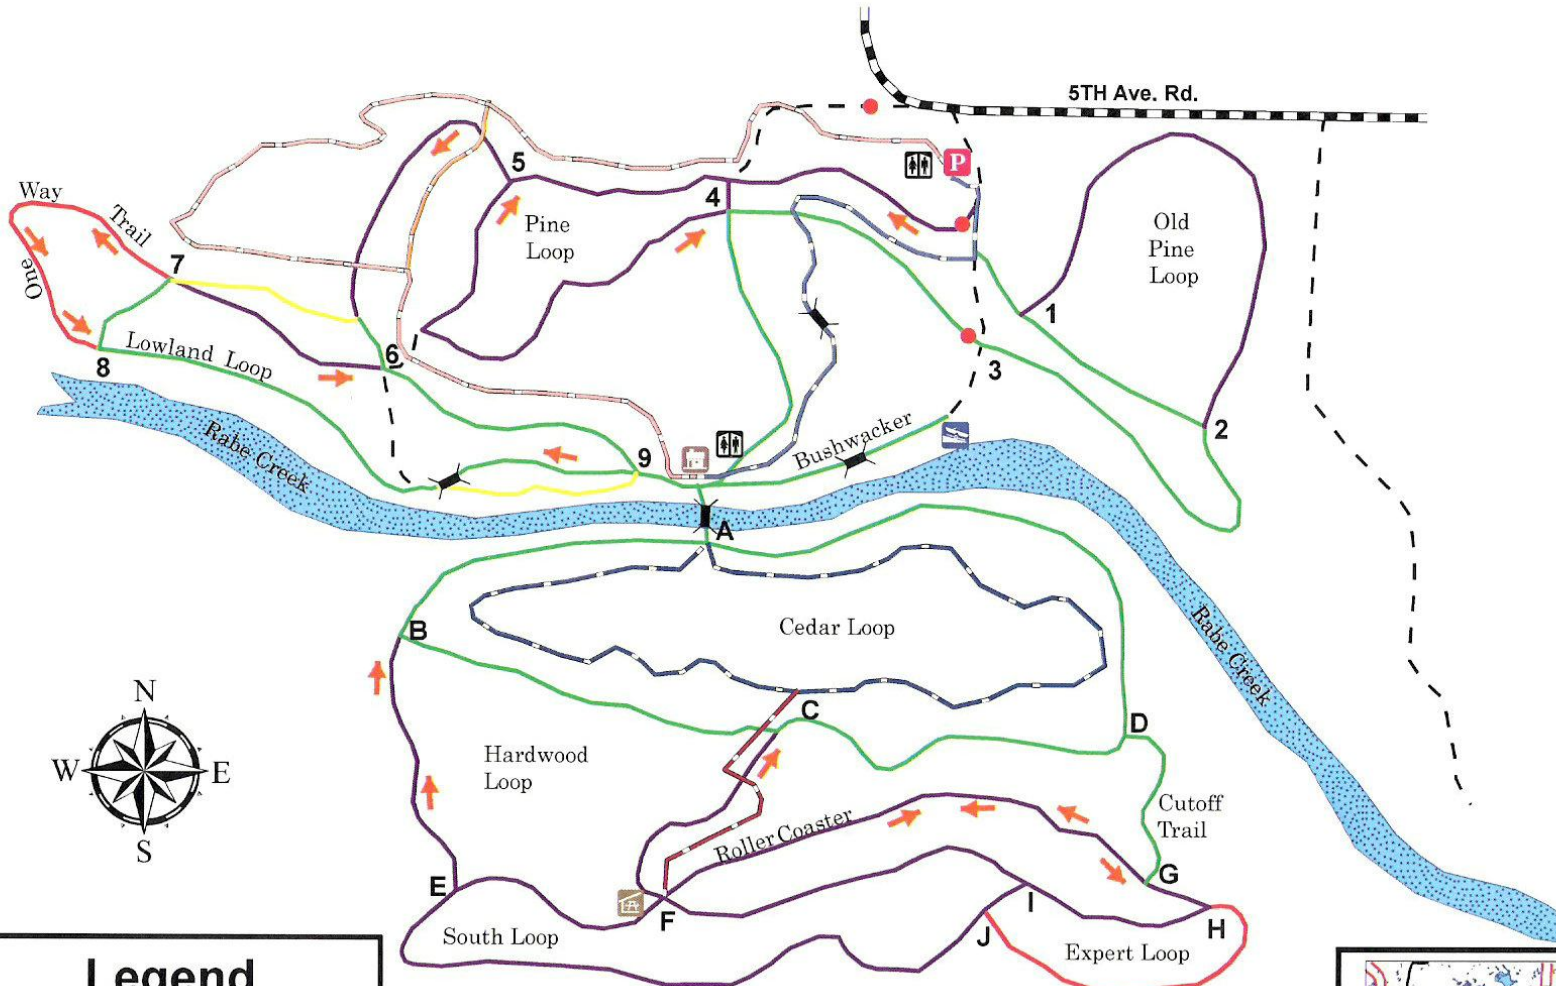 5TH Ave. Rd.
P
5
4
Pine
Loop
Old
Pine
Loop
Way
Trail
One
7
1
6
3
8
Lowland Loop
2
Bushwacker
9
Rabe Creek
A
B
Cedar Loop
Rabe Creek
N
W
E
S
C
D
Hardwood
Loop
Cutoff
Trail
Roller Coaster
G
E
F
I
H
J
South Loop
Expert Loop
Legend